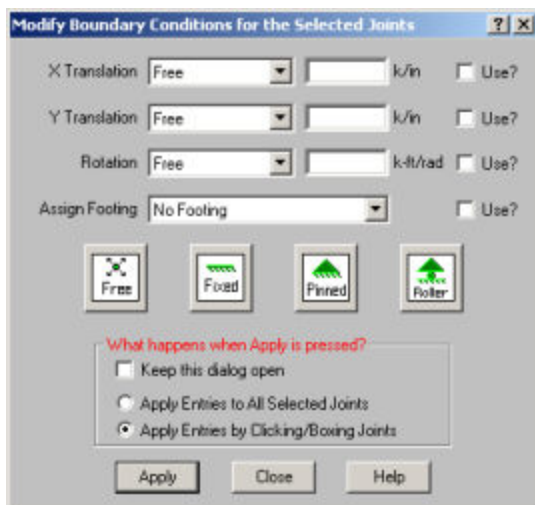 Modify Boundary Conditions for the Selected Joints
X Translation Free k/in Use?
Y Translation Free k/in Use?
Rotation Free k-ft/rad Use?
Assign Footing No Footing Use?
Free Fixed Pinned Roller
What happens when Apply is pressed?
Keep this dialog open
Apply Entries to All Selected Joints
Apply Entries by Clicking/Boxing Joints
Apply Close Help